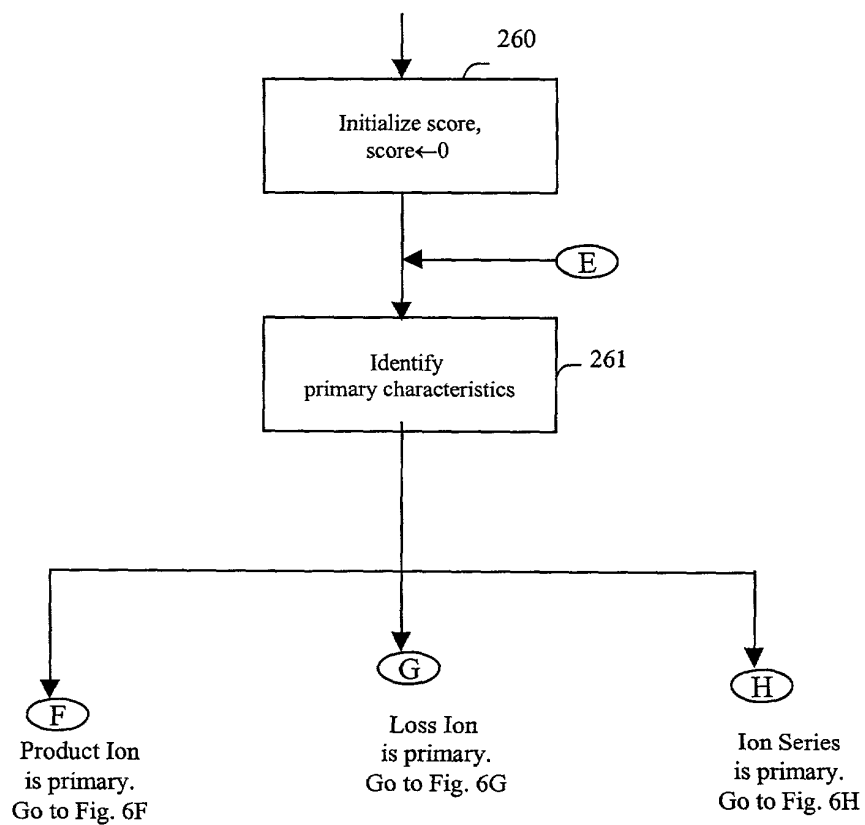 260
Initialize score,
score←0
E
Identify
primary characteristics
261
F
Product Ion
is primary.
Go to Fig. 6F
G
Loss Ion
is primary.
Go to Fig. 6G
H
Ion Series
is primary.
Go to Fig. 6H